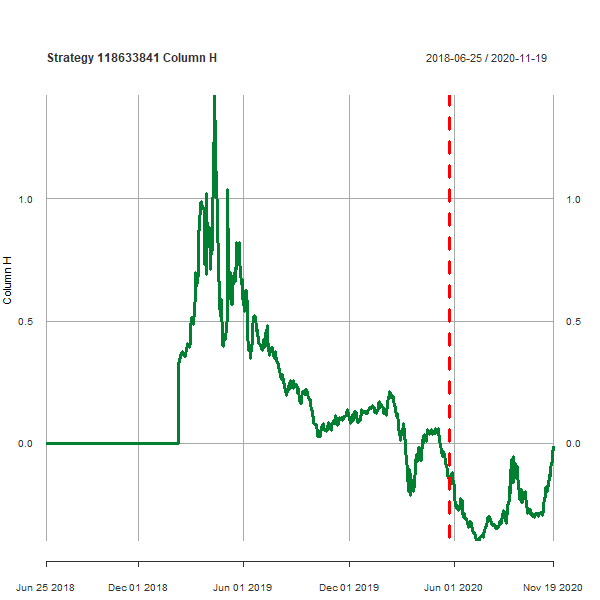 Strategy 118633841 Column H
2018-06-25 / 2020-11-19
1.0
1.0
Column H
0.5
0.5
0.0
0.0
Jun 25 2018
Dec 01 2018
Jun 01 2019
Dec 01 2019
Jun 01 2020
Nov 19 2020